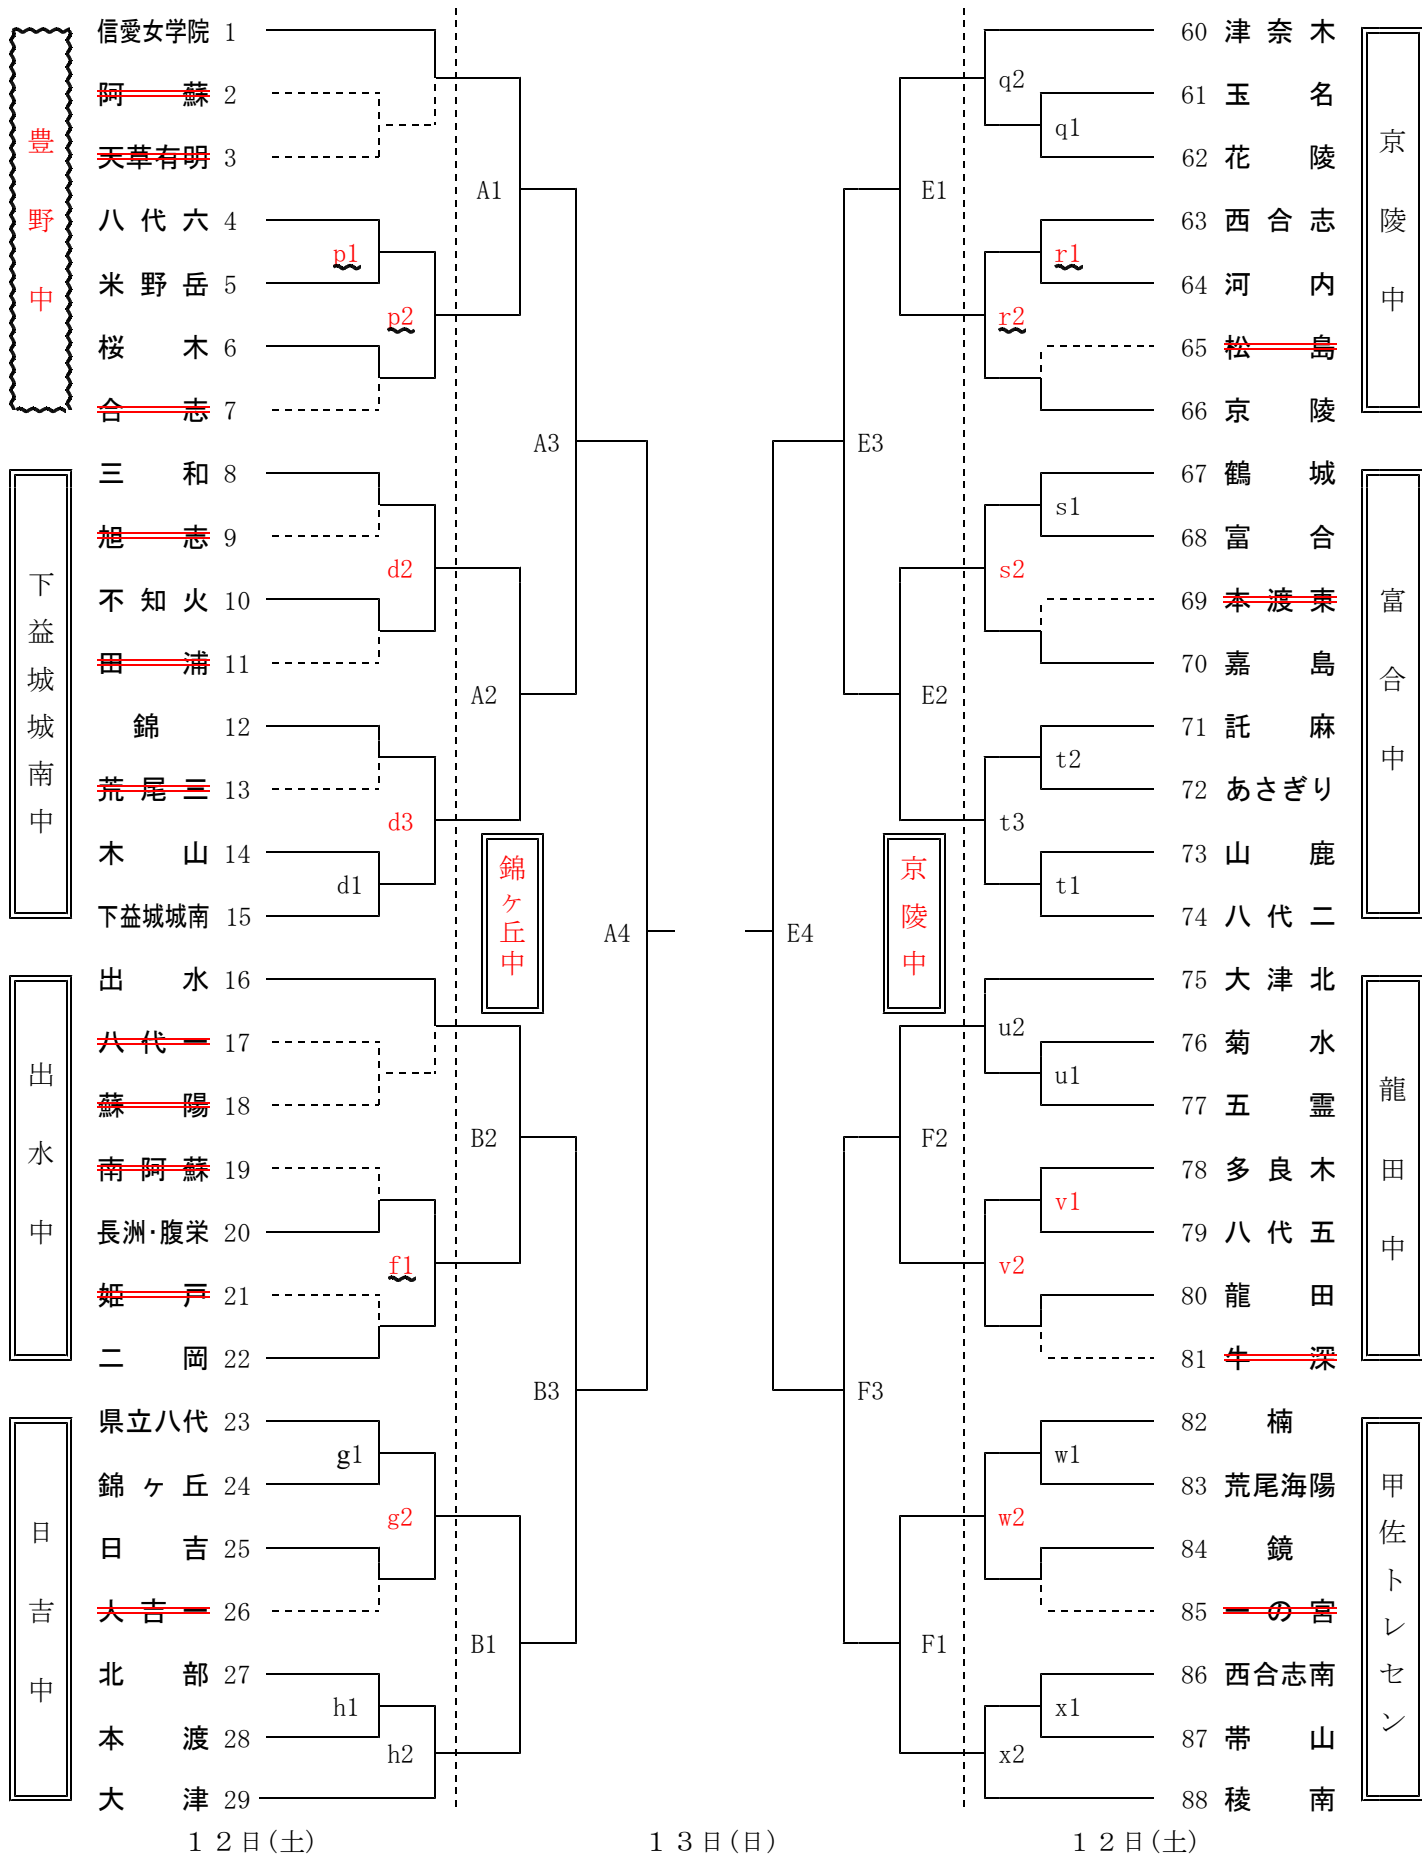 信愛女学院 1
阿蘇 2
天草有明 3
八代六 4
米野岳 5
桜木 6
合志 7
三和 8
旭志 9
不知火 10
田浦 11
錦 12
荒尾三 13
木山 14
下益城城南 15
出水 16
八代一 17
蘇陽 18
南阿蘇 19
長洲・腹栄 20
姫戸 21
二岡 22
県立八代 23
錦ヶ丘 24
日吉 25
人吉一 26
北部 27
本渡 28
大津 29
豊野中
下益城城南中
出水中
日吉中
p1
p2
d2
d3
d1
f1
g1
g2
h1
h2
A1
A2
A3
A4
B2
B3
B1
錦ヶ丘中
京陵中
E4
E3
E1
E2
F2
F3
F1
q2
q1
r1
r2
s1
s2
t2
t3
t1
u2
u1
v1
v2
w1
w2
x1
x2
60 津奈木
61 玉名
62 花陵
63 西合志
64 河内
65 松島
66 京陵
67 鶴城
68 富合
69 本渡東
70 嘉島
71 託麻
72 あさぎり
73 山鹿
74 八代二
75 大津北
76 菊水
77 五霊
78 多良木
79 八代五
80 龍田
81 牛深
82 楠
83 荒尾海陽
84 鏡
85 一の宮
86 西合志南
87 帯山
88 稜南
京陵中
富合中
龍田中
甲佐トレセン
１２日(土)
１３日(日)
１２日(土)